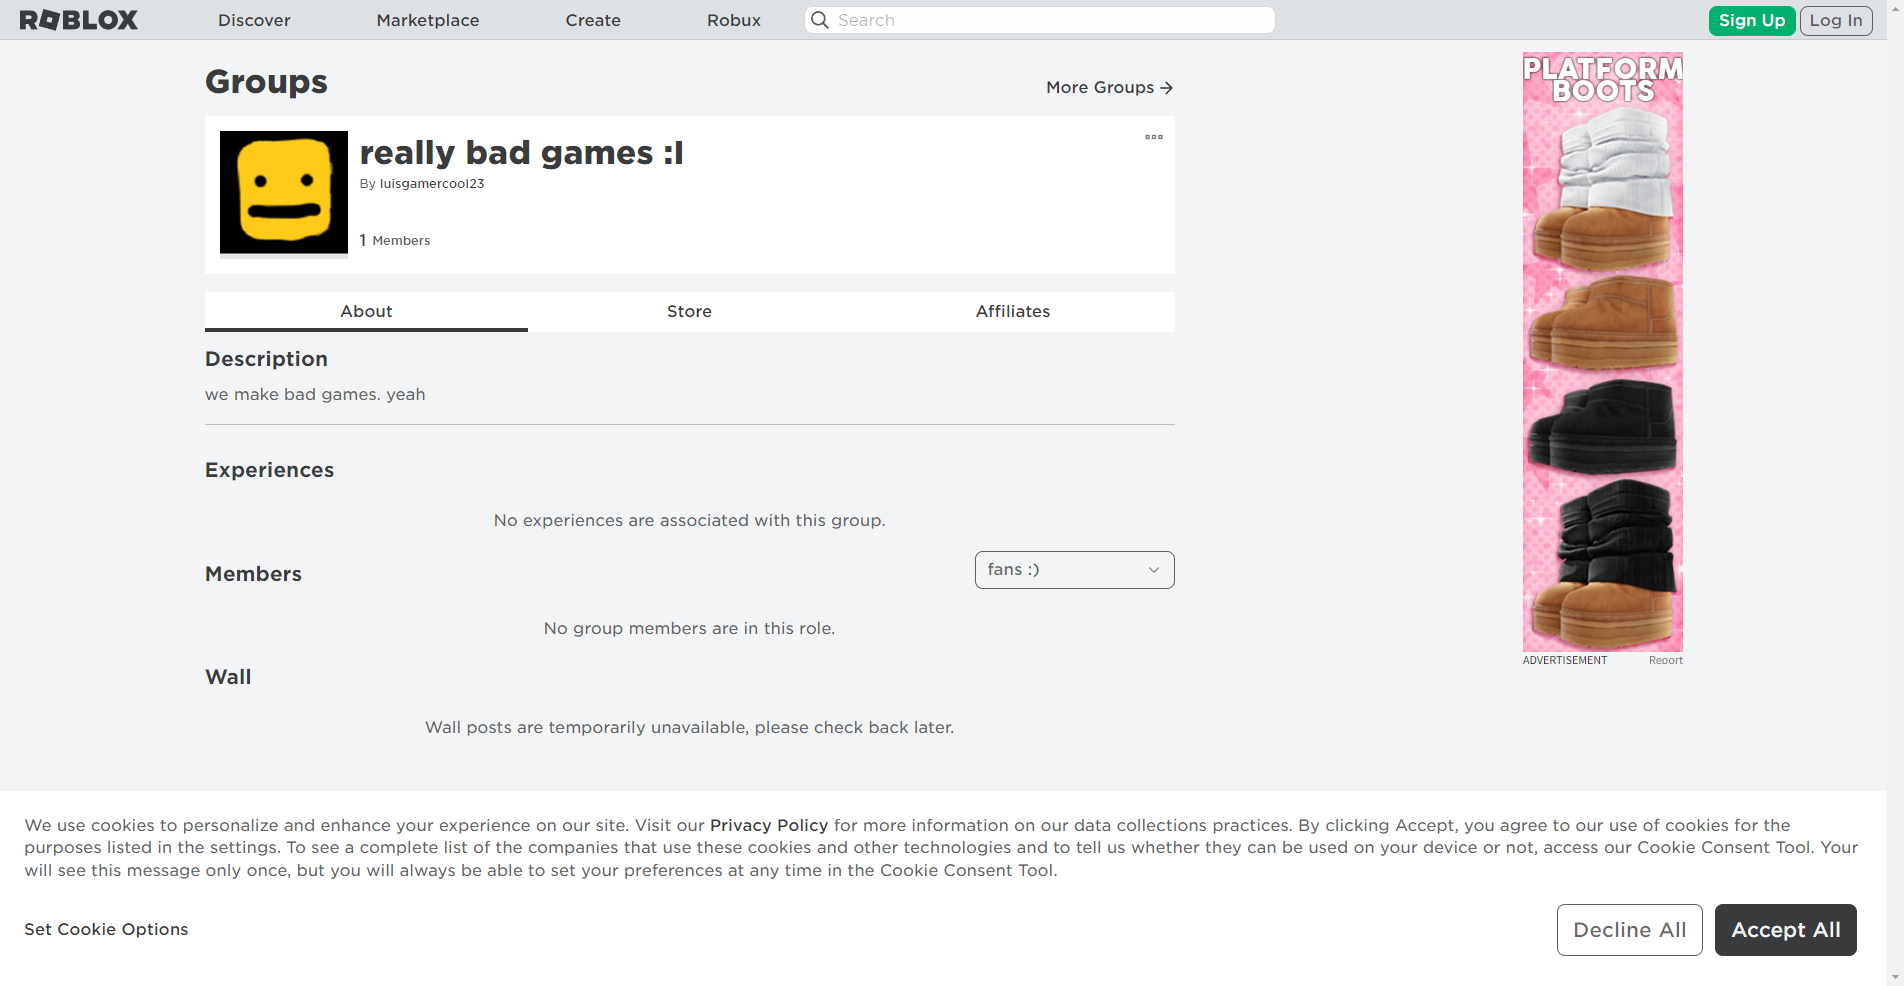 ROBLOX
Discover
Marketplace
Create
Robux
Search
Sign Up
Log In
Groups
More Groups
really bad games :I
By luisgamercool23
1 Members
About
Store
Affiliates
Description
we make bad games. yeah
Experiences
No experiences are associated with this group.
Members
fans :)
No group members are in this role.
Wall
Wall posts are temporarily unavailable, please check back later.
PLATFORM
BOOTS
ADVERTISEMENT
Report
We use cookies to personalize and enhance your experience on our site. Visit our Privacy Policy for more information on our data collections practices. By clicking Accept, you agree to our use of cookies for the
purposes listed in the settings. To see a complete list of the companies that use these cookies and other technologies and to tell us whether they can be used on your device or not, access our Cookie Consent Tool. Your
will see this message only once, but you will always be able to set your preferences at any time in the Cookie Consent Tool.
Set Cookie Options
Decline All
Accept All